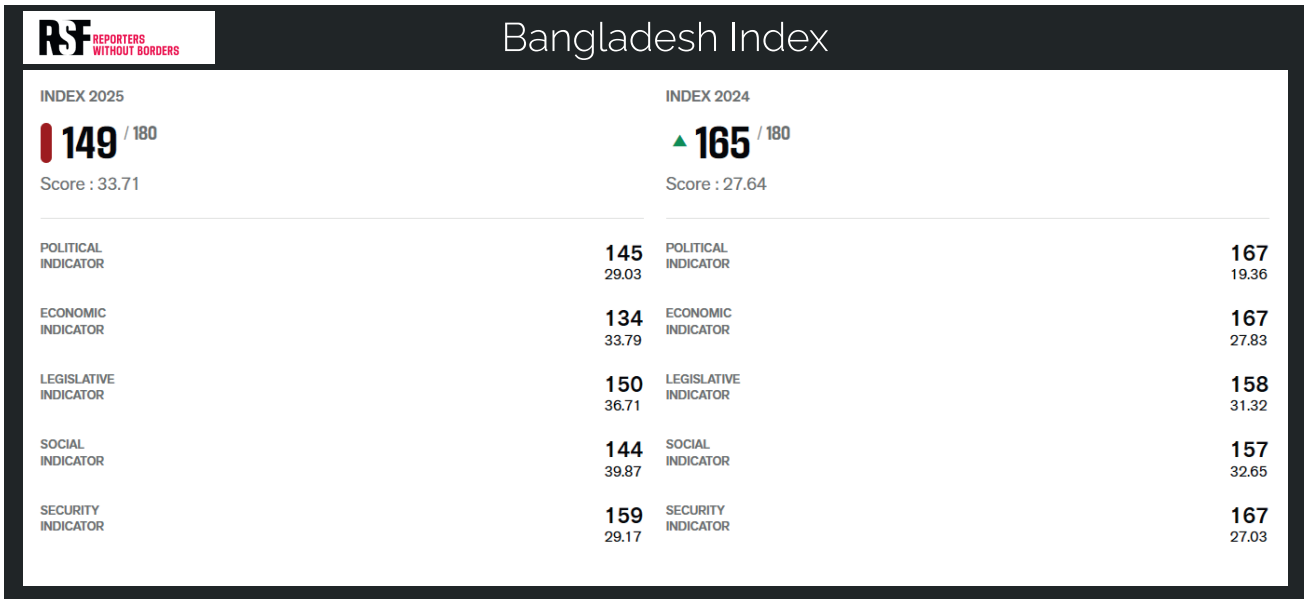 RSF REPORTERS
WITHOUT BORDERS
Bangladesh Index
INDEX 2025
149 / 180
Score : 33.71
POLITICAL
INDICATOR
145
29.03
ECONOMIC
INDICATOR
134
33.79
LEGISLATIVE
INDICATOR
150
36.71
SOCIAL
INDICATOR
144
39.87
SECURITY
INDICATOR
159
29.17
INDEX 2024
165 / 180
Score : 27.64
POLITICAL
INDICATOR
167
19.36
ECONOMIC
INDICATOR
167
27.83
LEGISLATIVE
INDICATOR
158
31.32
SOCIAL
INDICATOR
157
32.65
SECURITY
INDICATOR
167
27.03